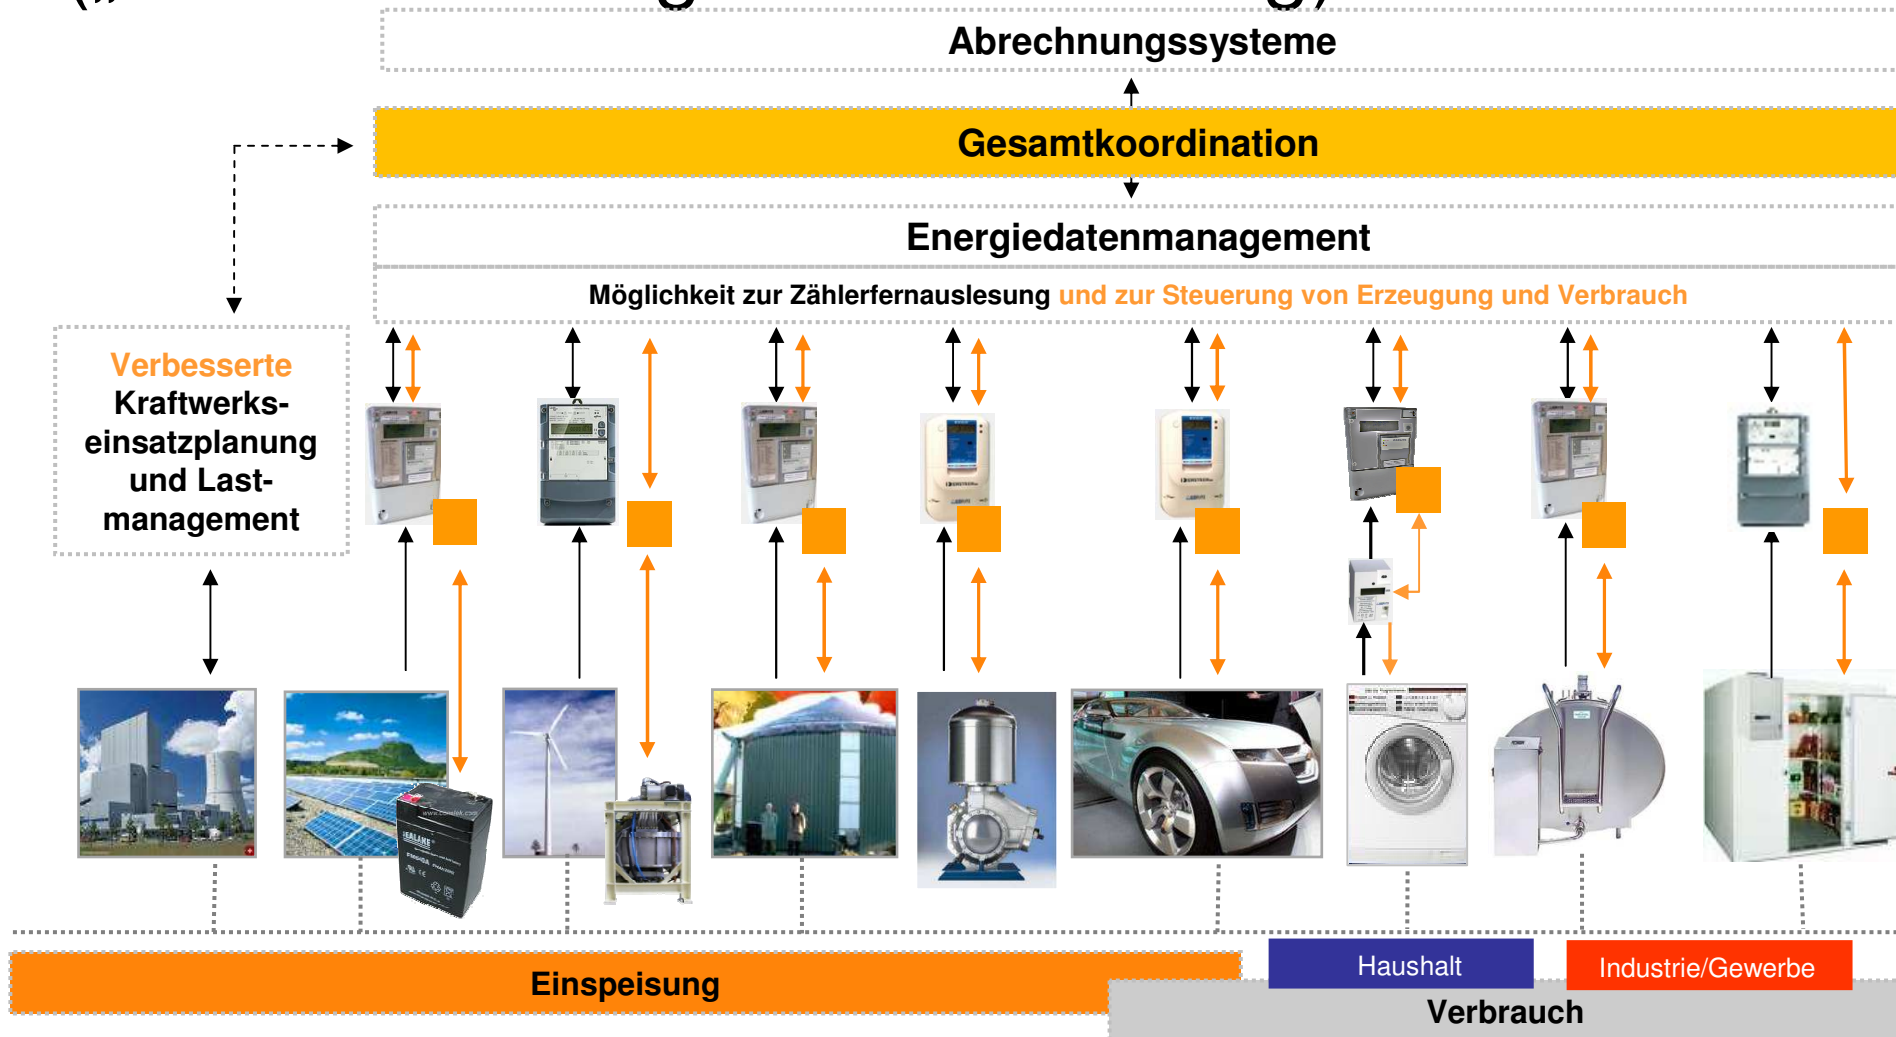 Abrechnungssysteme
Gesamtkoordination
Energiedatenmanagement
Möglichkeit zur Zählerfernauslesung und zur Steuerung von Erzeugung und Verbrauch
Verbesserte
Kraftwerks-
einsatzplanung
und Last-
management
Einspeisung
Haushalt
Industrie/Gewerbe
Verbrauch